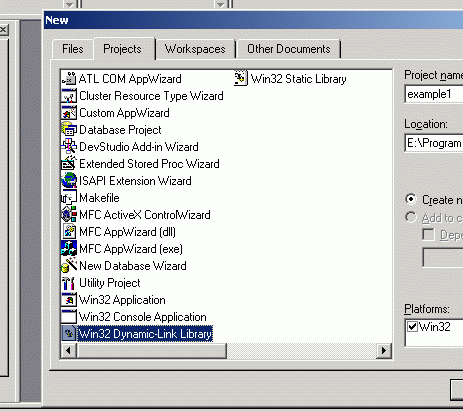 New
Files Projects Workspaces Other Documents
ATL COM AppWizard
Cluster Resource Type Wizard
Custom AppWizard
Database Project
DevStudio Add-in Wizard
Extended Stored Proc Wizard
ISAPI Extension Wizard
Makefile
MFC ActiveX ControlWizard
MFC AppWizard (dll)
MFC AppWizard (exe)
New Database Wizard
Utility Project
Win32 Application
Win32 Console Application
Win32 Dynamic-Link Library
Win32 Static Library
Project name
example1
Location:
E:\Program
Create n
Add to c
Depe
Platforms:
Win32